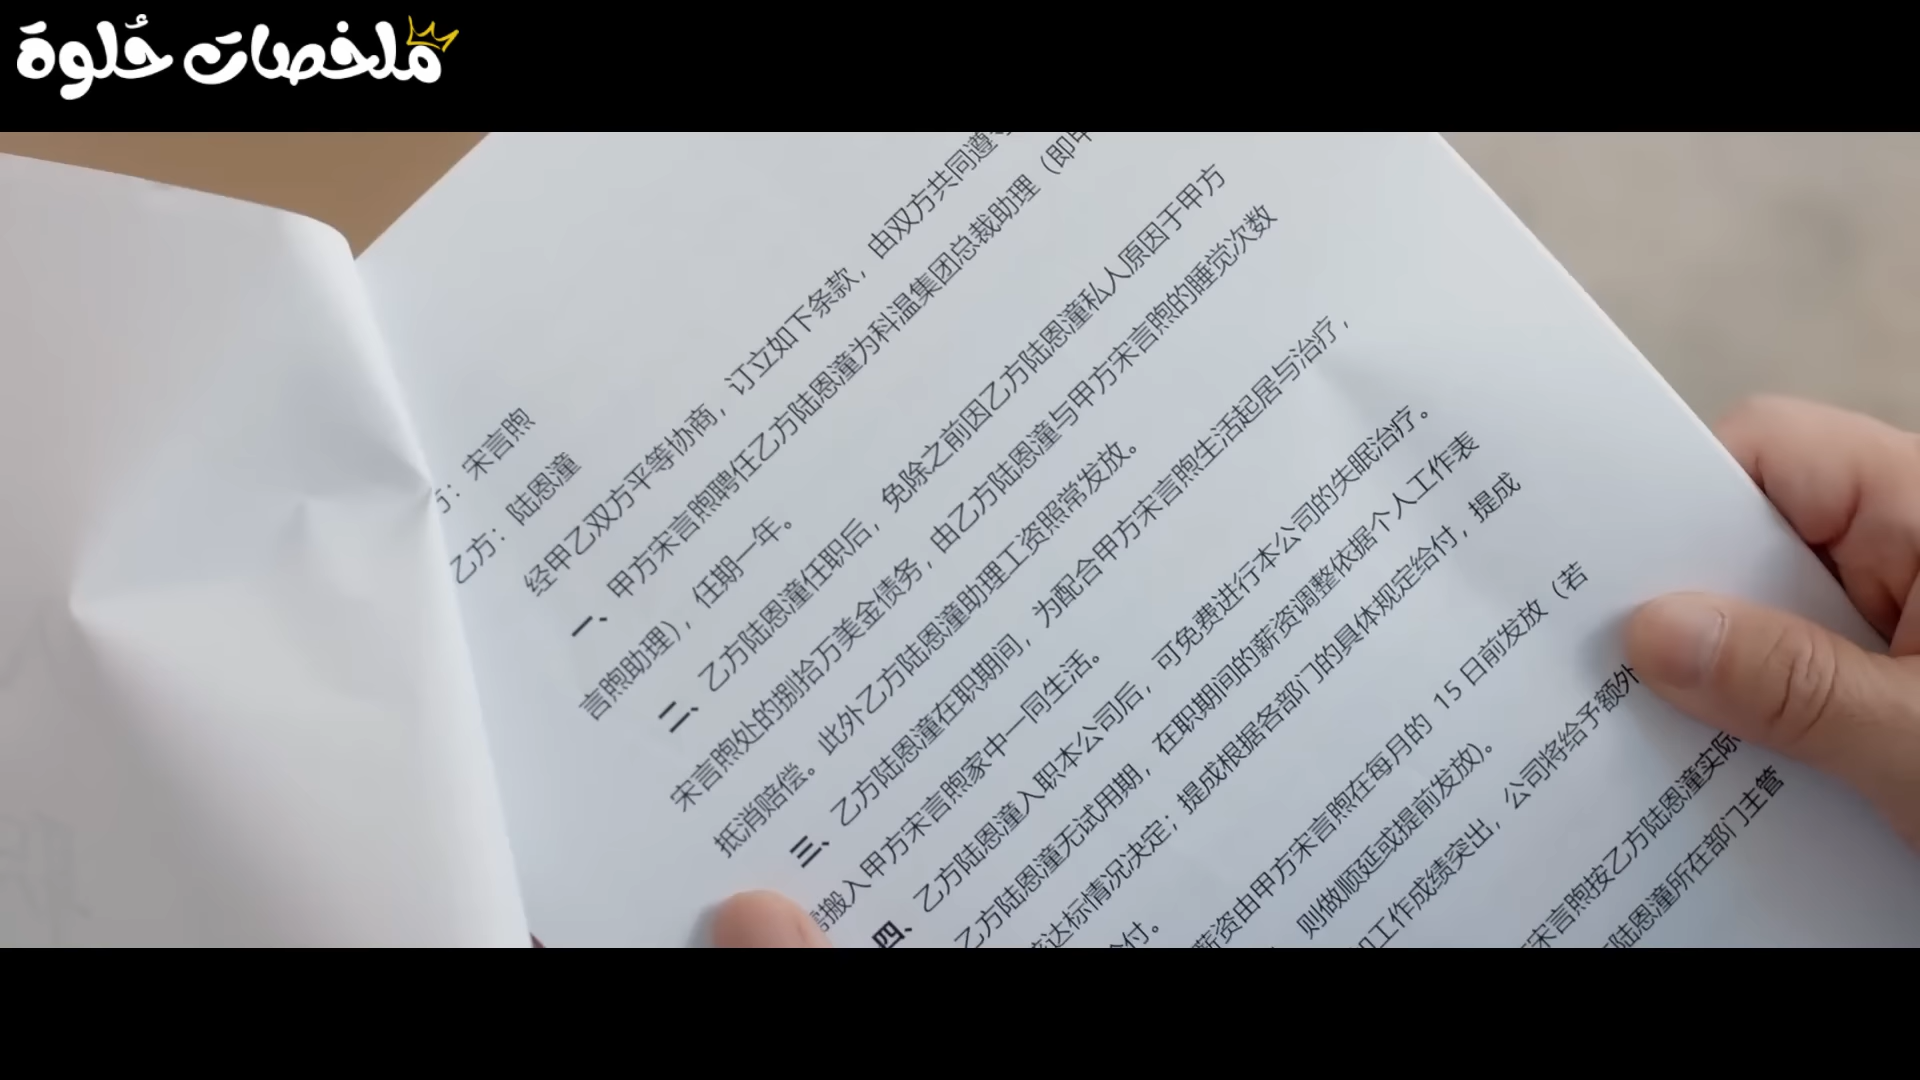 ملخصات حُلوة
方：宋言煦
乙方：陆恩潼
经甲乙双方平等协商，订立如下条款，由双方共同遵
一、甲方宋言煦聘任乙方陆恩潼为科温集团总裁助理（即甲
言煦助理），任期一年。
二、乙方陆恩潼任职后，免除之前因乙方陆恩潼私人原因于甲方
宋言煦处的捌拾万美金债务，由乙方陆恩潼与甲方宋言煦的睡觉次数
抵消赔偿。此外乙方陆恩潼助理工资照常发放。
三、乙方陆恩潼在职期间，为配合甲方宋言煦生活起居与治疗，
需搬入甲方宋言煦家中一同生活。
四、乙方陆恩潼入职本公司后，可免费进行本公司的失眠治疗。
乙方陆恩潼无试用期，在职期间的薪资调整依据个人工作表
达标情况决定；提成根据各部门的具体规定给付，提成
付。
薪资由甲方宋言煦在每月的 15 日前发放（若
则做顺延或提前发放）。
工作成绩突出，公司将给予额外
宋言煦按乙方陆恩潼实际
陆恩潼所在部门主管